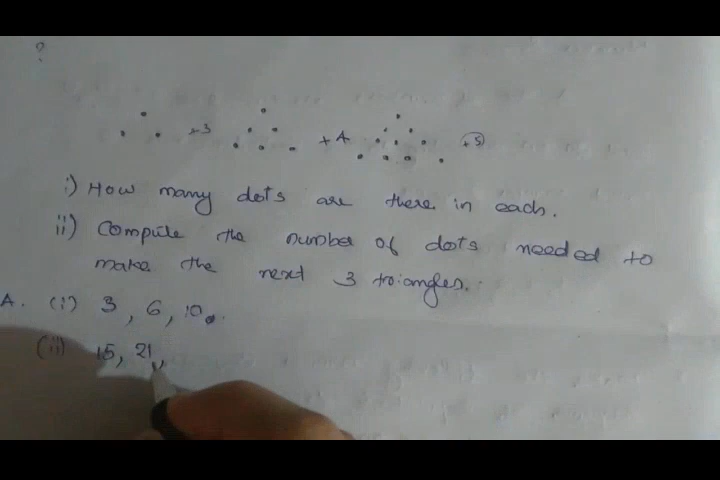 ?
+3 +4 +5
i) How many dots are there in each.
ii) Compute the number of dots needed to
make the next 3 triangles.
A. (i) 3, 6, 10.
(ii) 15, 21,